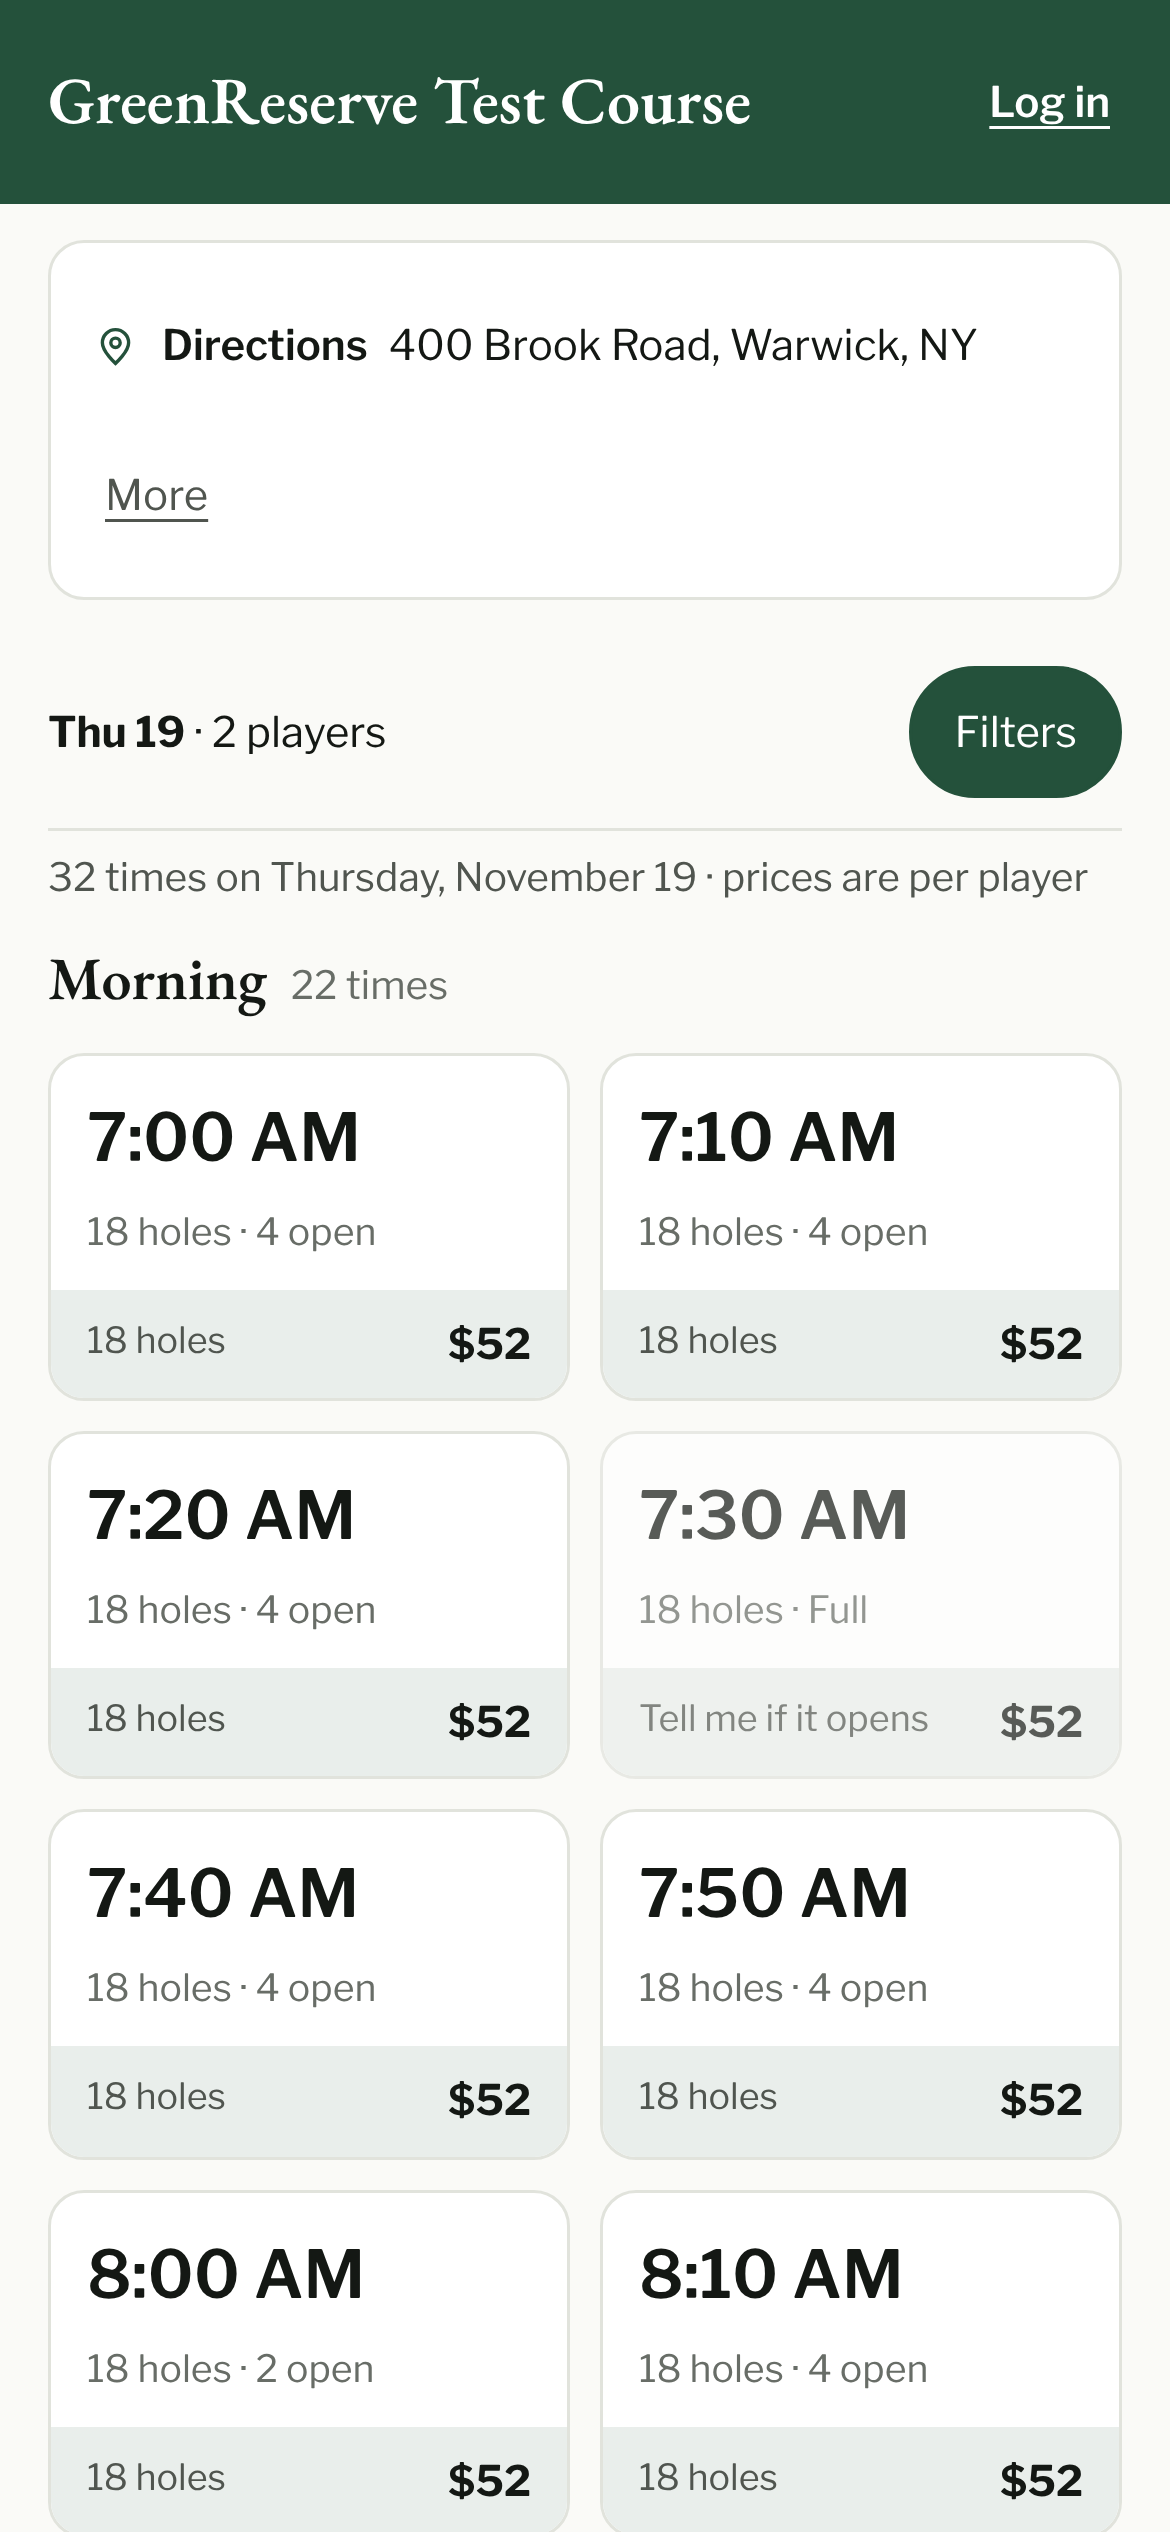 GreenReserve Test Course
Log in
Directions 400 Brook Road, Warwick, NY
More
Thu 19 · 2 players
Filters
32 times on Thursday, November 19 · prices are per player
Morning 22 times
7:00 AM
18 holes · 4 open
18 holes $52
7:10 AM
18 holes · 4 open
18 holes $52
7:20 AM
18 holes · 4 open
18 holes $52
7:30 AM
18 holes · Full
Tell me if it opens $52
7:40 AM
18 holes · 4 open
18 holes $52
7:50 AM
18 holes · 4 open
18 holes $52
8:00 AM
18 holes · 2 open
18 holes $52
8:10 AM
18 holes · 4 open
18 holes $52